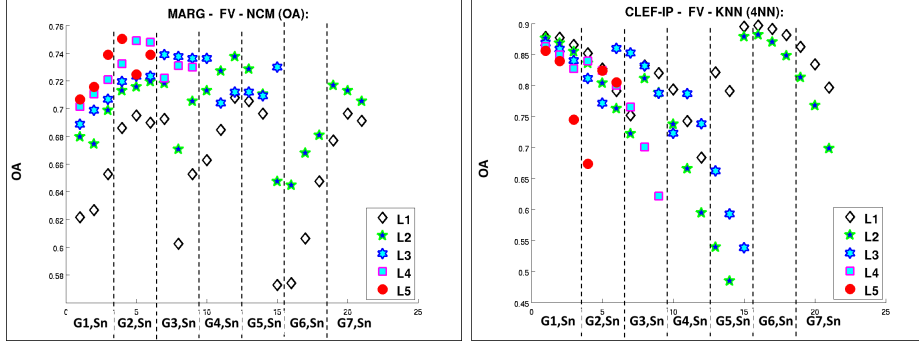 MARG - FV - NCM (OA):
0.76
0.74
0.72
0.7
0.68
0.66
0.64
0.62
0.6
0.58
OA
0 5 10 15 20 25
G1,Sn G2,Sn G3,Sn G4,Sn G5,Sn G6,Sn G7,Sn
L1
L2
L3
L4
L5
CLEF-IP - FV - KNN (4NN):
0.9
0.85
0.8
0.75
0.7
0.65
0.6
0.55
0.5
0.45
OA
0 5 10 15 20 25
G1,Sn G2,Sn G3,Sn G4,Sn G5,Sn G6,Sn G7,Sn
L1
L2
L3
L4
L5